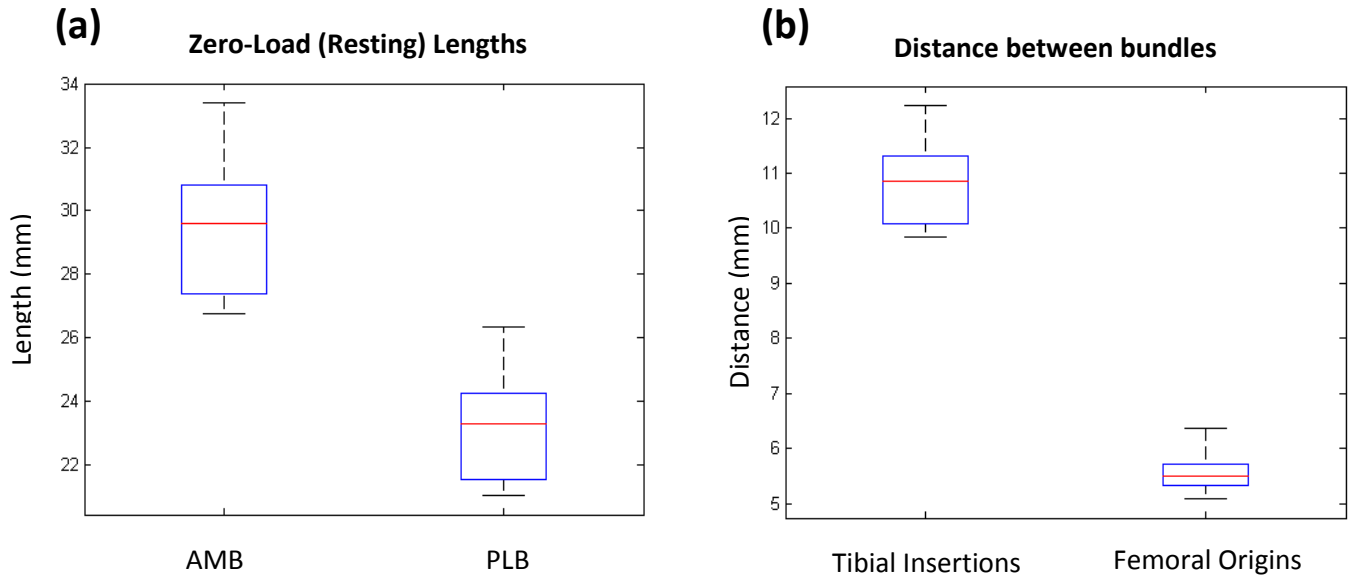 (a)
Zero-Load (Resting) Lengths
Length (mm)
34
32
30
28
26
24
22
AMB
PLB
(b)
Distance between bundles
Distance (mm)
12
11
10
9
8
7
6
5
Tibial Insertions
Femoral Origins